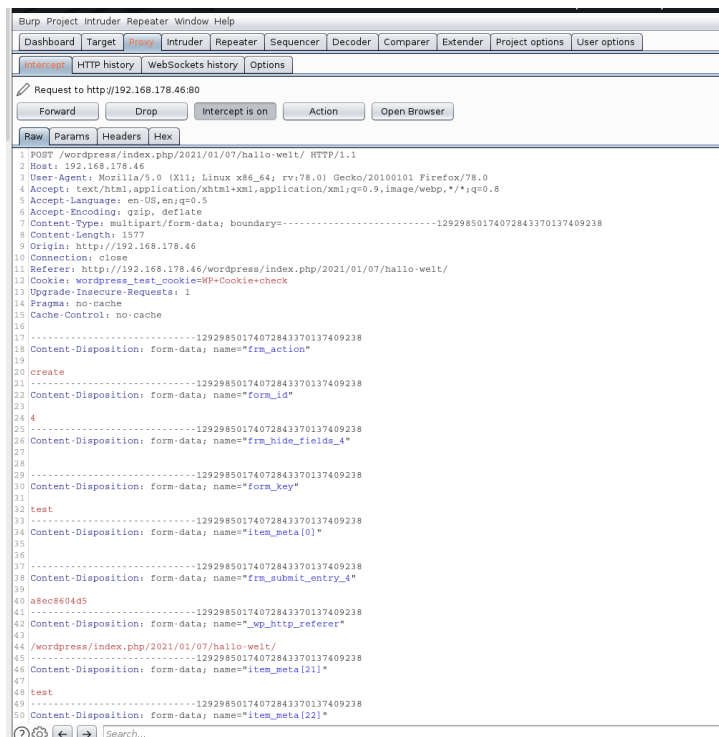 Burp Project Intruder Repeater Window Help
Dashboard Target Proxy Intruder Repeater Sequencer Decoder Comparer Extender Project options User options
Intercept HTTP history WebSockets history Options
Request to http://192.168.178.46:80
Forward Drop Intercept is on Action Open Browser
Raw Params Headers Hex
1 POST /wordpress/index.php/2021/01/07/hallo-welt/ HTTP/1.1
2 Host: 192.168.178.46
3 User-Agent: Mozilla/5.0 (X11; Linux x86_64; rv:78.0) Gecko/20100101 Firefox/78.0
4 Accept: text/html,application/xhtml+xml,application/xml;q=0.9,image/webp,*/*;q=0.8
5 Accept-Language: en-US,en;q=0.5
6 Accept-Encoding: gzip, deflate
7 Content-Type: multipart/form-data; boundary=---------------------------12929850174072843370137409238
8 Content-Length: 1577
9 Origin: http://192.168.178.46
10 Connection: close
11 Referer: http://192.168.178.46/wordpress/index.php/2021/01/07/hallo-welt/
12 Cookie: wordpress_test_cookie=WP+Cookie+check
13 Upgrade-Insecure-Requests: 1
14 Pragma: no-cache
15 Cache-Control: no-cache
16
17 -----------------------------12929850174072843370137409238
18 Content-Disposition: form-data; name="frm_action"
19
20 create
21 -----------------------------12929850174072843370137409238
22 Content-Disposition: form-data; name="form_id"
23
24 4
25 -----------------------------12929850174072843370137409238
26 Content-Disposition: form-data; name="frm_hide_fields_4"
27
28
29 -----------------------------12929850174072843370137409238
30 Content-Disposition: form-data; name="form_key"
31
32 test
33 -----------------------------12929850174072843370137409238
34 Content-Disposition: form-data; name="item_meta[0]"
35
36
37 -----------------------------12929850174072843370137409238
38 Content-Disposition: form-data; name="frm_submit_entry_4"
39
40 a8ec8604d5
41 -----------------------------12929850174072843370137409238
42 Content-Disposition: form-data; name="_wp_http_referer"
43
44 /wordpress/index.php/2021/01/07/hallo-welt/
45 -----------------------------12929850174072843370137409238
46 Content-Disposition: form-data; name="item_meta[21]"
47
48 test
49 -----------------------------12929850174072843370137409238
50 Content-Disposition: form-data; name="item_meta[22]"
Search...